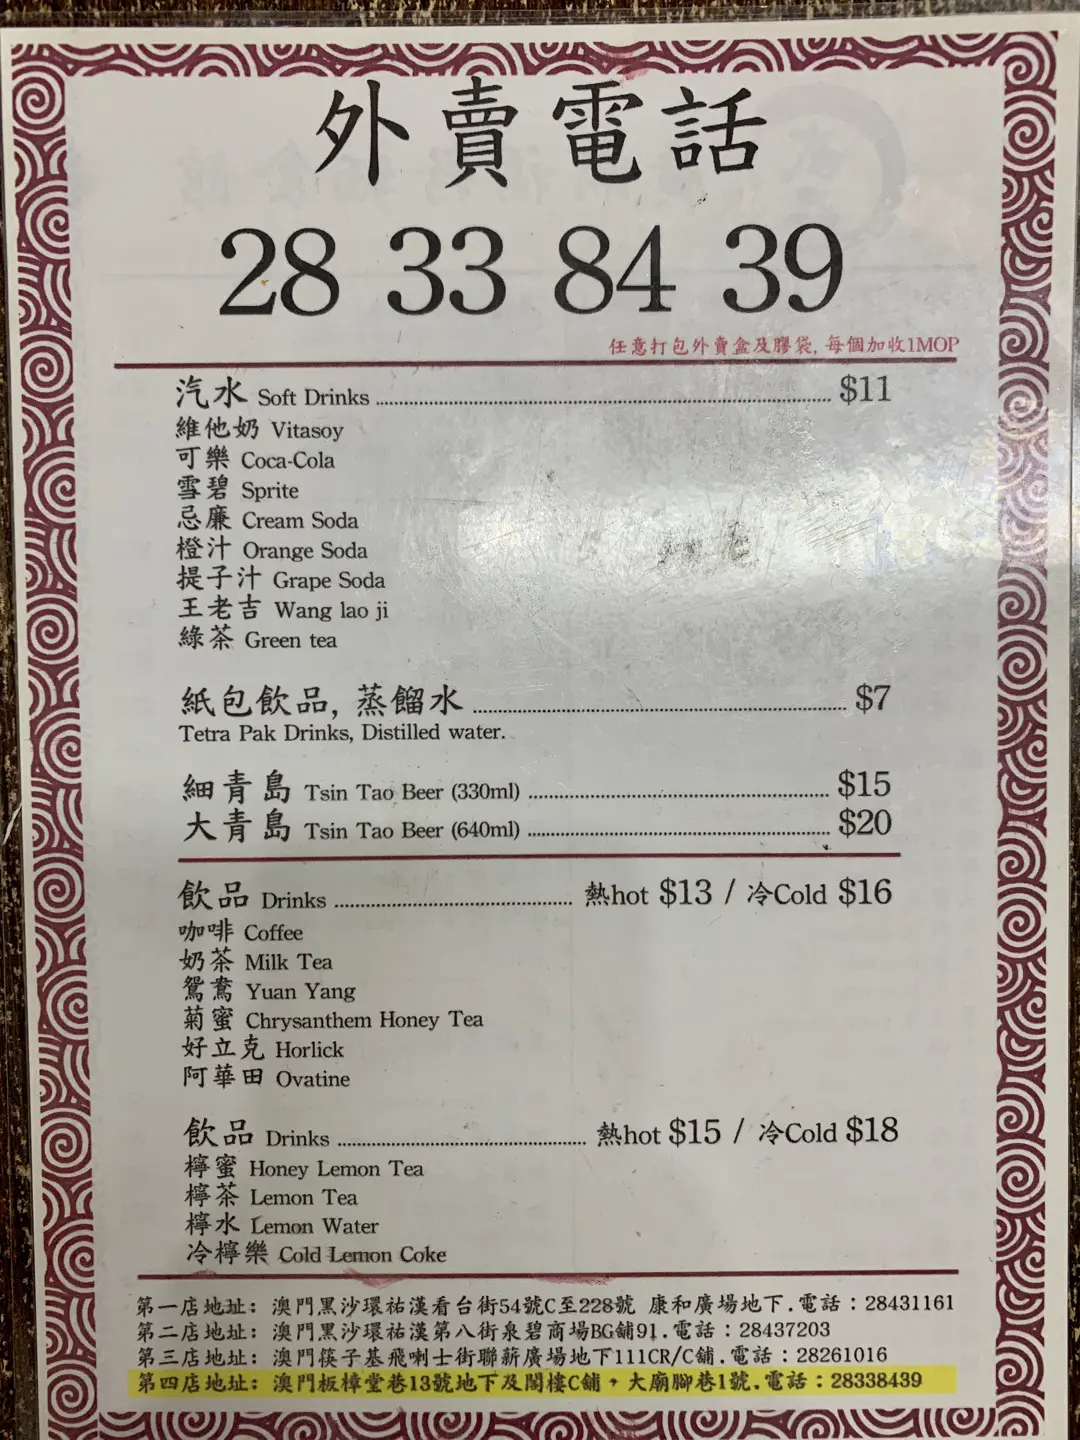 外賣電話
28 33 84 39
任意打包外賣盒及膠袋, 每個加收1MOP
汽水 Soft Drinks ........ $11
維他奶 Vitasoy
可樂 Coca-Cola
雪碧 Sprite
忌廉 Cream Soda
橙汁 Orange Soda
提子汁 Grape Soda
王老吉 Wang lao ji
綠茶 Green tea
紙包飲品, 蒸餾水 ........ $7
Tetra Pak Drinks, Distilled water.
細青島 Tsin Tao Beer (330ml) ........ $15
大青島 Tsin Tao Beer (640ml) ........ $20
飲品 Drinks ........ 熱hot $13 / 冷Cold $16
咖啡 Coffee
奶茶 Milk Tea
鴛鴦 Yuan Yang
菊蜜 Chrysanthem Honey Tea
好立克 Horlick
阿華田 Ovatine
飲品 Drinks ........ 熱hot $15 / 冷Cold $18
檸蜜 Honey Lemon Tea
檸茶 Lemon Tea
檸水 Lemon Water
冷檸樂 Cold Lemon Coke
第一店地址: 澳門黑沙環祐漢看台街54號C至228號 康和廣場地下.電話：28431161
第二店地址: 澳門黑沙環祐漢第八街泉碧商場BG舖91.電話：28437203
第三店地址: 澳門筷子基飛喇士街聯薪廣場地下111CR/C舖.電話：28261016
第四店地址: 澳門板樟堂巷13號地下及閣樓C舖，大廟腳巷1號.電話：28338439